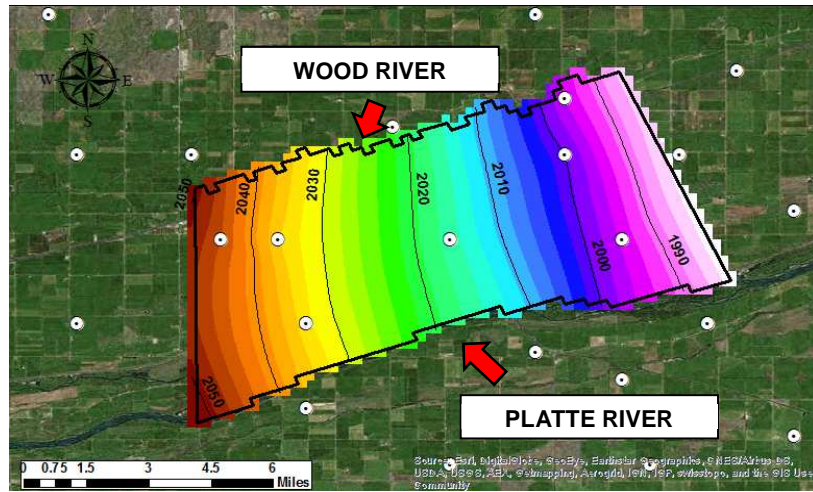 N
W E
S
WOOD RIVER
2050
2040
2030
2020
2010
2000
1990
2050
PLATTE RIVER
0 0.75 1.5 3 4.5 6
Miles
Source: Esri, DigitalGlobe, GeoEye, Earthstar Geographics, CNES/Airbus DS,
USDA, USGS, AEX, Getmapping, Aerogrid, IGN, IGP, swisstopo, and the GIS User
Community